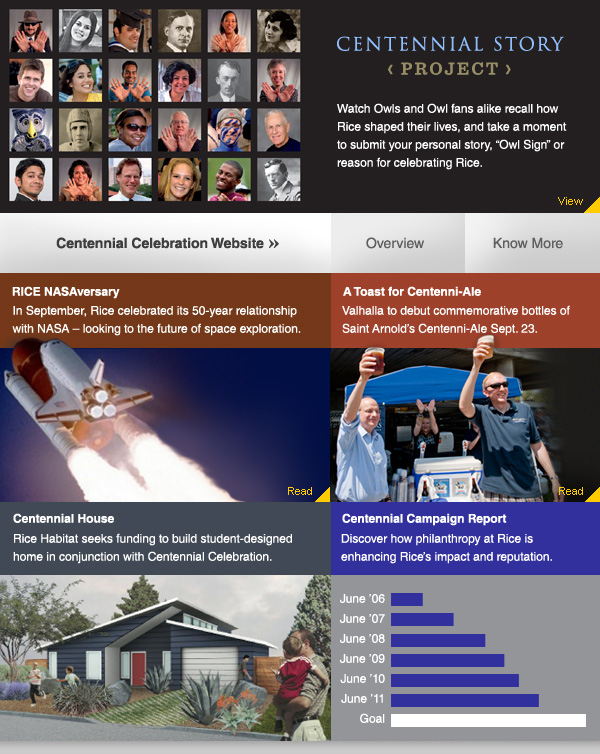 CENTENNIAL STORY
‹ PROJECT ›
Watch Owls and Owl fans alike recall how
Rice shaped their lives, and take a moment
to submit your personal story, “Owl Sign” or
reason for celebrating Rice.
View
Centennial Celebration Website »
Overview
Know More
RICE NASAversary
In September, Rice celebrated its 50-year relationship
with NASA – looking to the future of space exploration.
A Toast for Centenni-Ale
Valhalla to debut commemorative bottles of
Saint Arnold’s Centenni-Ale Sept. 23.
Read
Read
Centennial House
Rice Habitat seeks funding to build student-designed
home in conjunction with Centennial Celebration.
Centennial Campaign Report
Discover how philanthropy at Rice is
enhancing Rice’s impact and reputation.
June ’06
June ’07
June ’08
June ’09
June ’10
June ’11
Goal